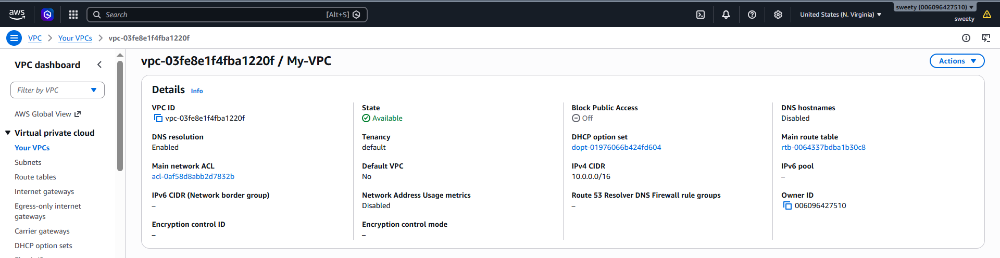 aws
Search [Alt+S]
United States (N. Virginia)
sweety (006096427510)
sweety
VPC
Your VPCs
vpc-03fe8e1f4fba1220f
VPC dashboard
Filter by VPC
AWS Global View
Virtual private cloud
Your VPCs
Subnets
Route tables
Internet gateways
Egress-only internet
gateways
Carrier gateways
DHCP option sets
vpc-03fe8e1f4fba1220f / My-VPC
Actions
Details Info
VPC ID
vpc-03fe8e1f4fba1220f
State
Available
Block Public Access
Off
DNS hostnames
Disabled
DNS resolution
Enabled
Tenancy
default
DHCP option set
dopt-01976066b424fd604
Main route table
rtb-0064337bdba1b30c8
Main network ACL
acl-0af58d8abb2d7832b
Default VPC
No
IPv4 CIDR
10.0.0.0/16
IPv6 pool
–
IPv6 CIDR (Network border group)
–
Network Address Usage metrics
Disabled
Route 53 Resolver DNS Firewall rule groups
–
Owner ID
006096427510
Encryption control ID
–
Encryption control mode
–